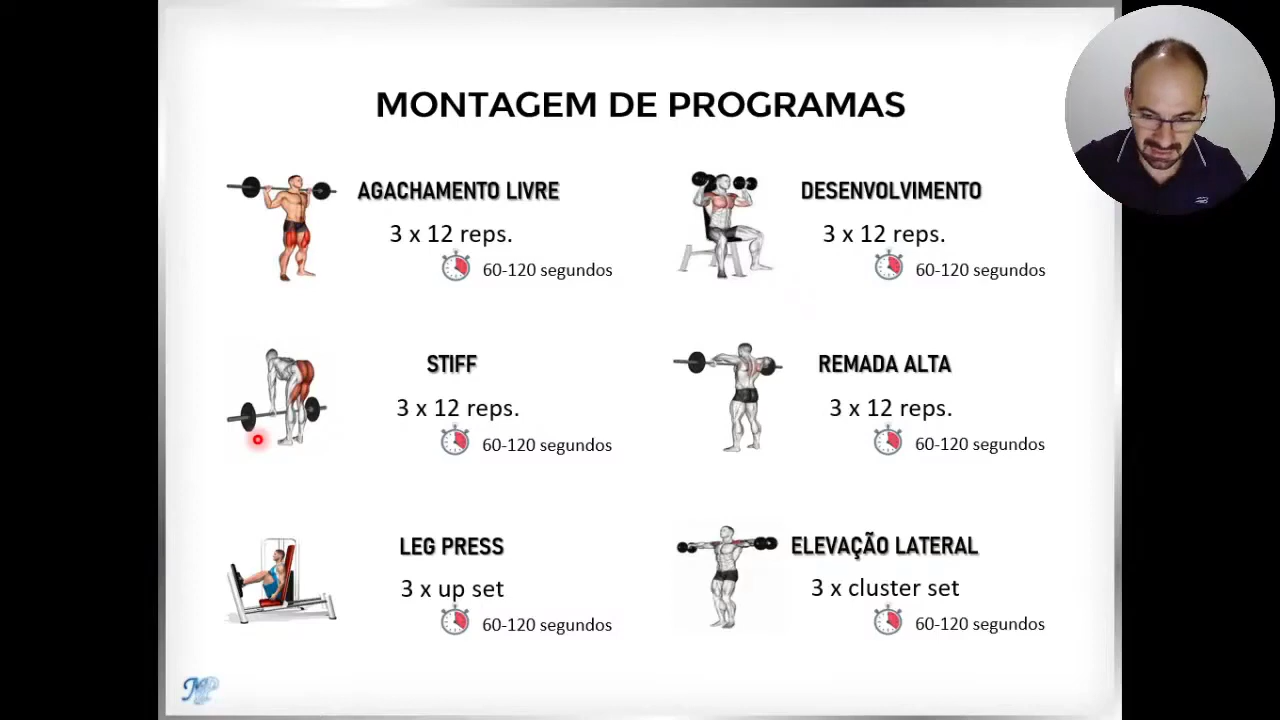 MONTAGEM DE PROGRAMAS
AGACHAMENTO LIVRE
3 x 12 reps.
60-120 segundos
DESENVOLVIMENTO
3 x 12 reps.
60-120 segundos
STIFF
3 x 12 reps.
60-120 segundos
REMADA ALTA
3 x 12 reps.
60-120 segundos
LEG PRESS
3 x up set
60-120 segundos
ELEVAÇÃO LATERAL
3 x cluster set
60-120 segundos
MP